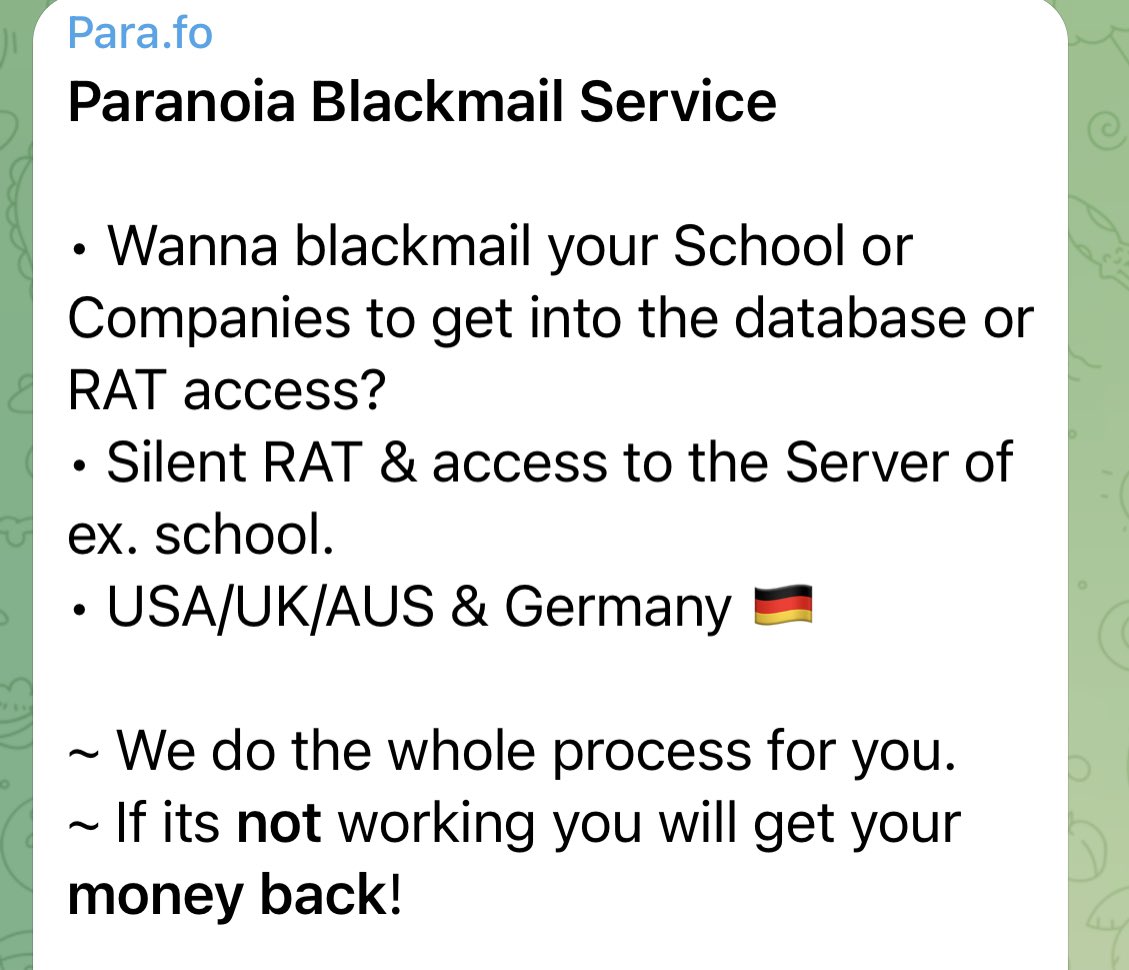 Para.fo
Paranoia Blackmail Service
• Wanna blackmail your School or
Companies to get into the database or
RAT access?
• Silent RAT & access to the Server of
ex. school.
• USA/UK/AUS & Germany 🇩🇪
~ We do the whole process for you.
~ If its not working you will get your
money back!